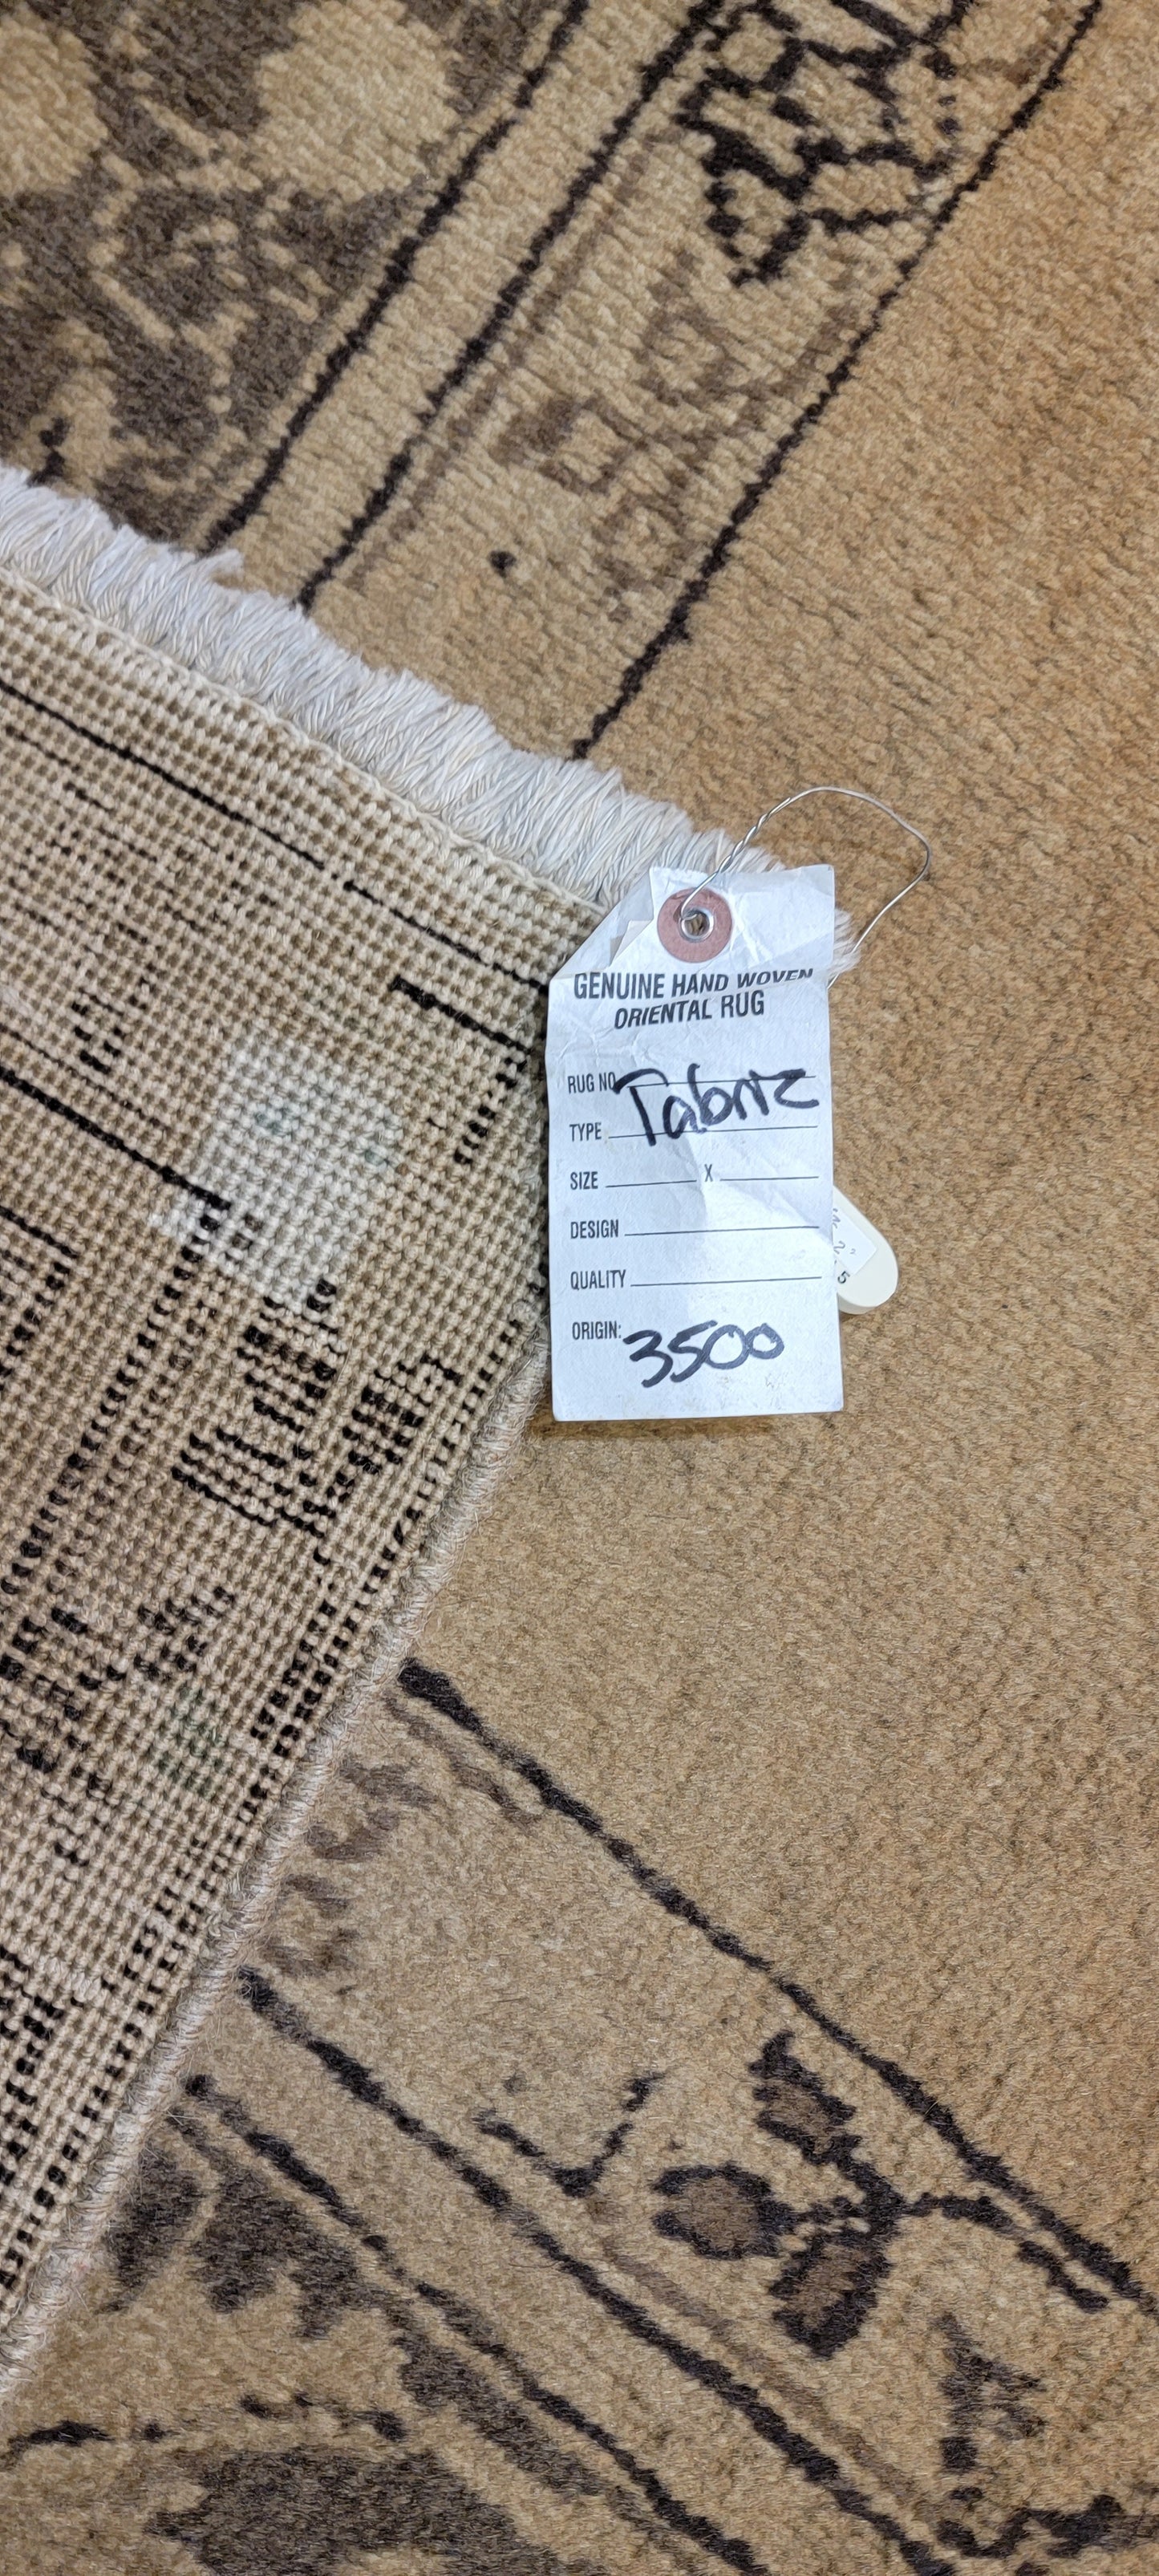 GENUINE HAND WOVEN
ORIENTAL RUG
RUG NO
TYPE Tabriz
SIZE X
DESIGN
QUALITY
ORIGIN: 3500